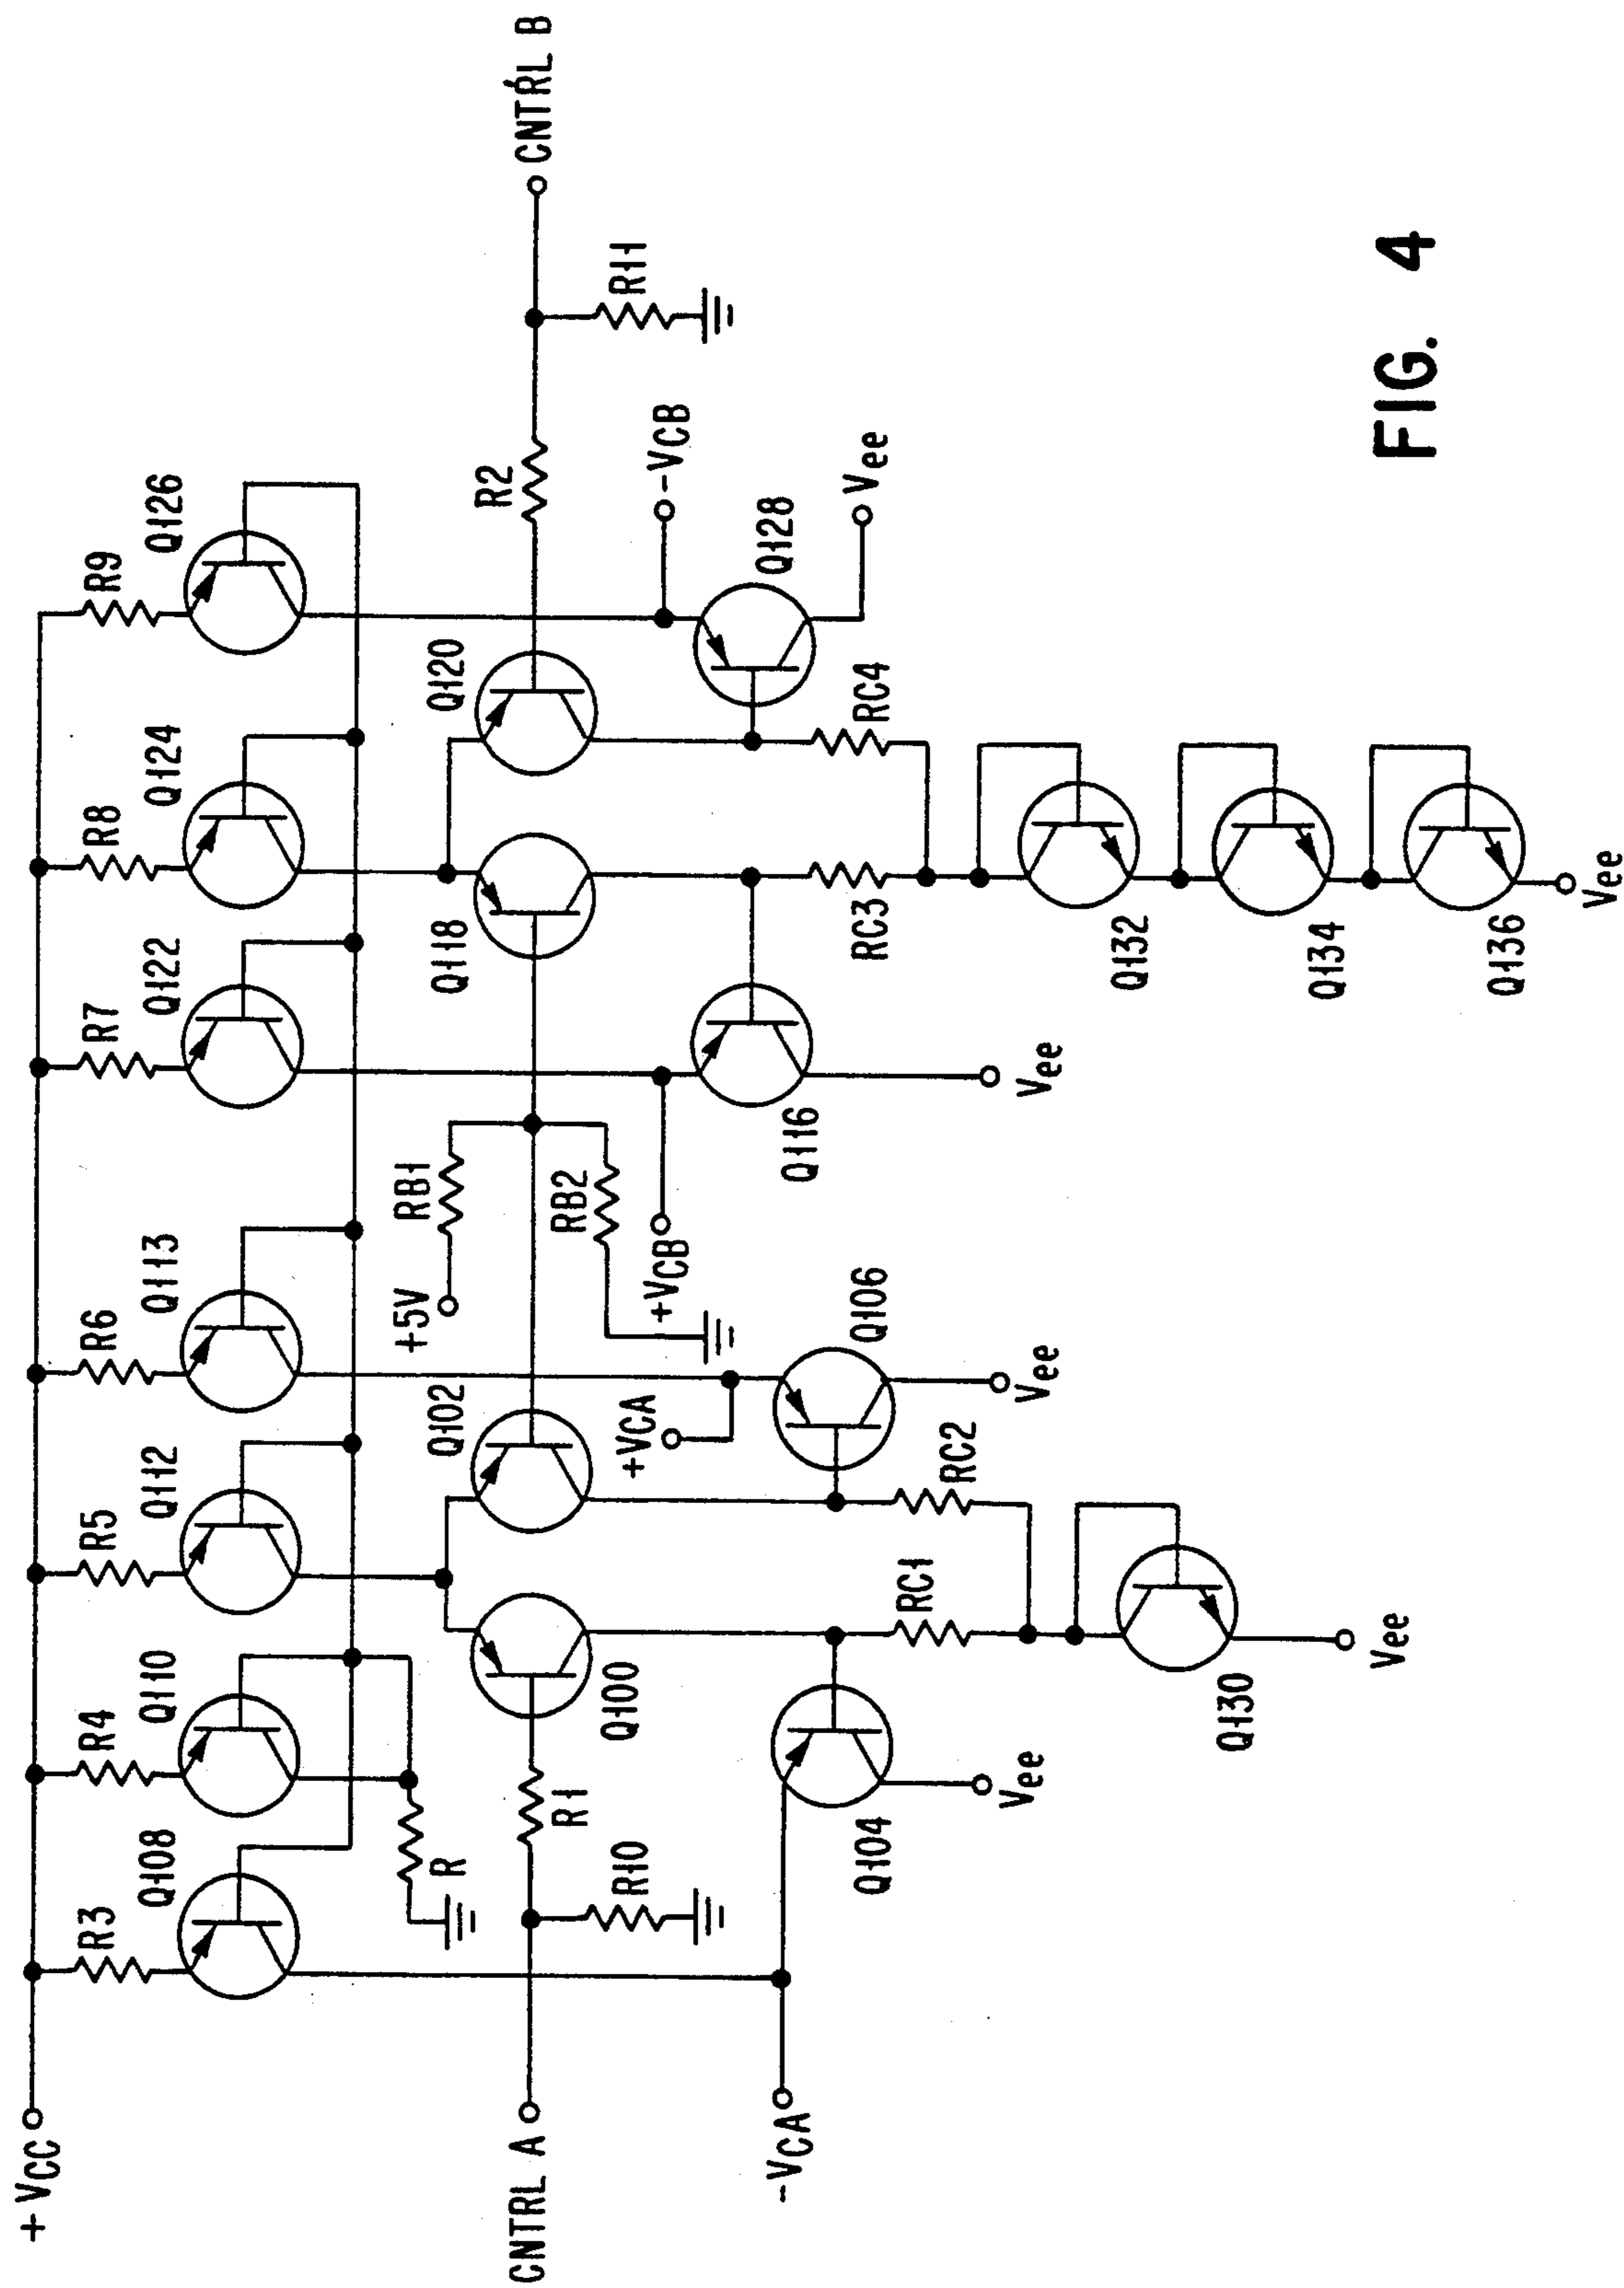 + VCC
R3
R4
R5
R6
R7
R8
R9
Q108
Q110
Q112
Q113
Q122
Q124
Q126
R
+5V
RB1
RB2
CNTRL A
R10
R1
Q100
Q102
Q118
Q120
R2
R11
CNTRL B
+VCA
+VCB
-VCB
-VCA
Q104
Vee
RC1
RC2
Q106
Vee
Q116
Vee
RC3
RC4
Q128
Vee
Q130
Vee
Q132
Q134
Q136
Vee
FIG. 4